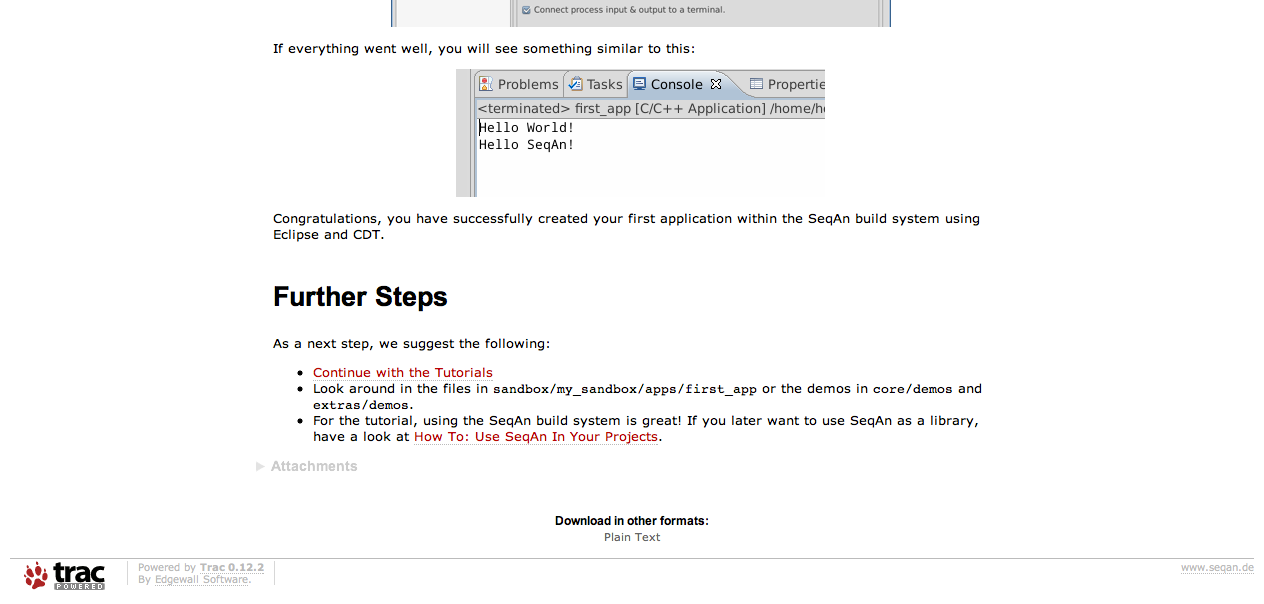 Connect process input & output to a terminal.
If everything went well, you will see something similar to this:
Problems Tasks Console Propertie
<terminated> first_app [C/C++ Application] /home/h
Hello World!
Hello SeqAn!
Congratulations, you have successfully created your first application within the SeqAn build system using
Eclipse and CDT.
Further Steps
As a next step, we suggest the following:
Continue with the Tutorials
Look around in the files in sandbox/my_sandbox/apps/first_app or the demos in core/demos and
extras/demos.
For the tutorial, using the SeqAn build system is great! If you later want to use SeqAn as a library,
have a look at How To: Use SeqAn In Your Projects.
Attachments
Download in other formats:
Plain Text
trac POWERED
Powered by Trac 0.12.2
By Edgewall Software.
www.seqan.de